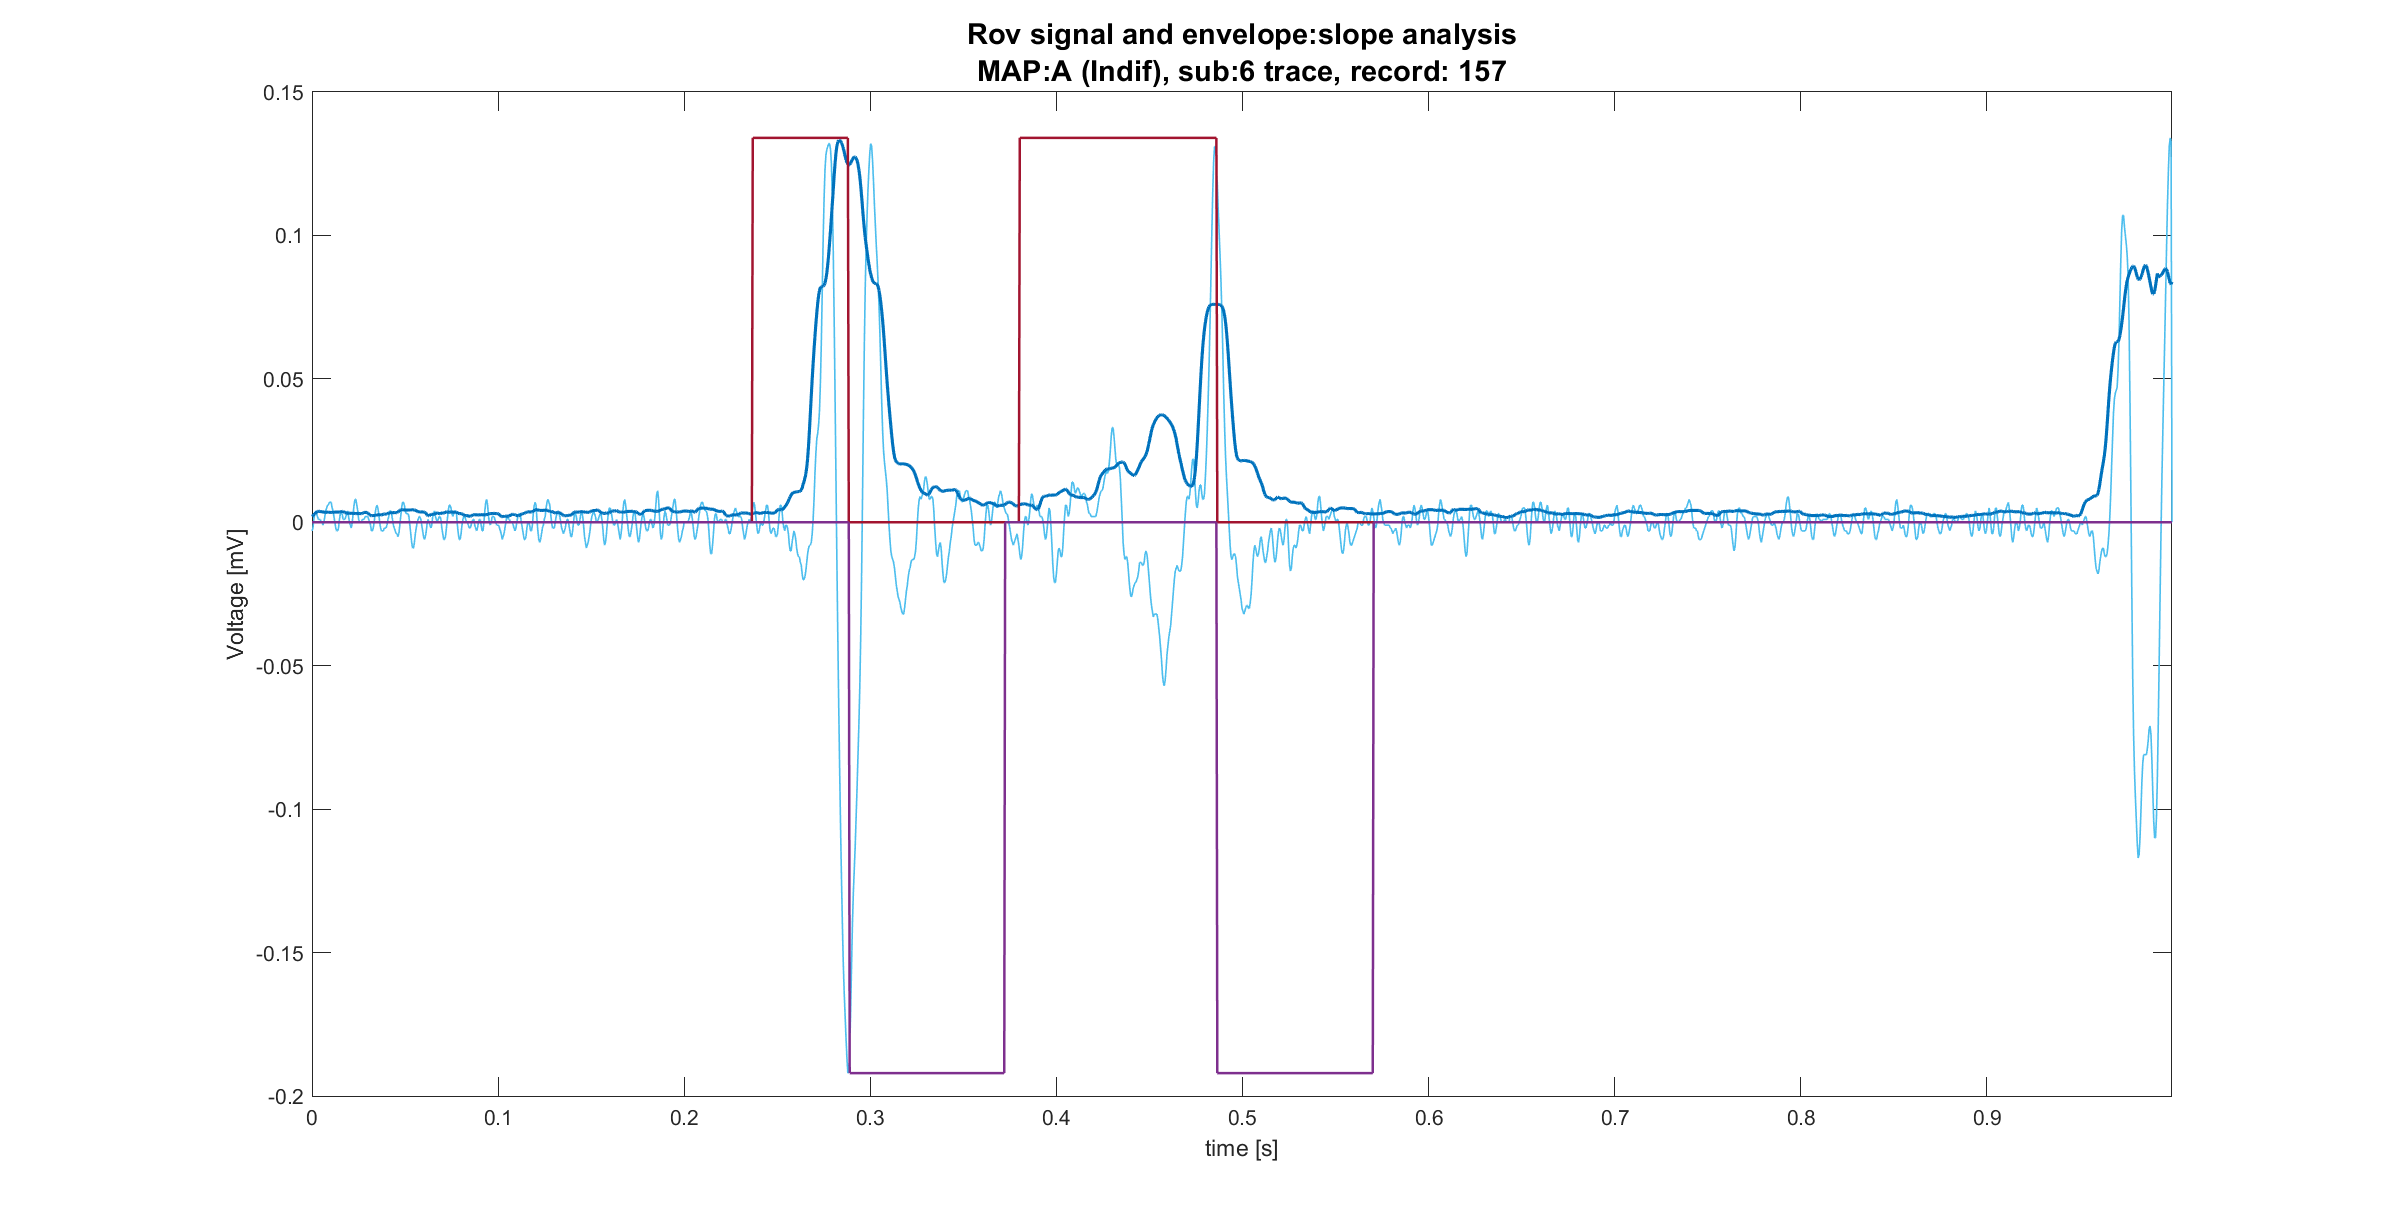 Rov signal and envelope:slope analysis
MAP:A (Indif), sub:6 trace, record: 157
0.15
0.1
0.05
0
-0.05
-0.1
-0.15
-0.2
Voltage [mV]
0 0.1 0.2 0.3 0.4 0.5 0.6 0.7 0.8 0.9
time [s]